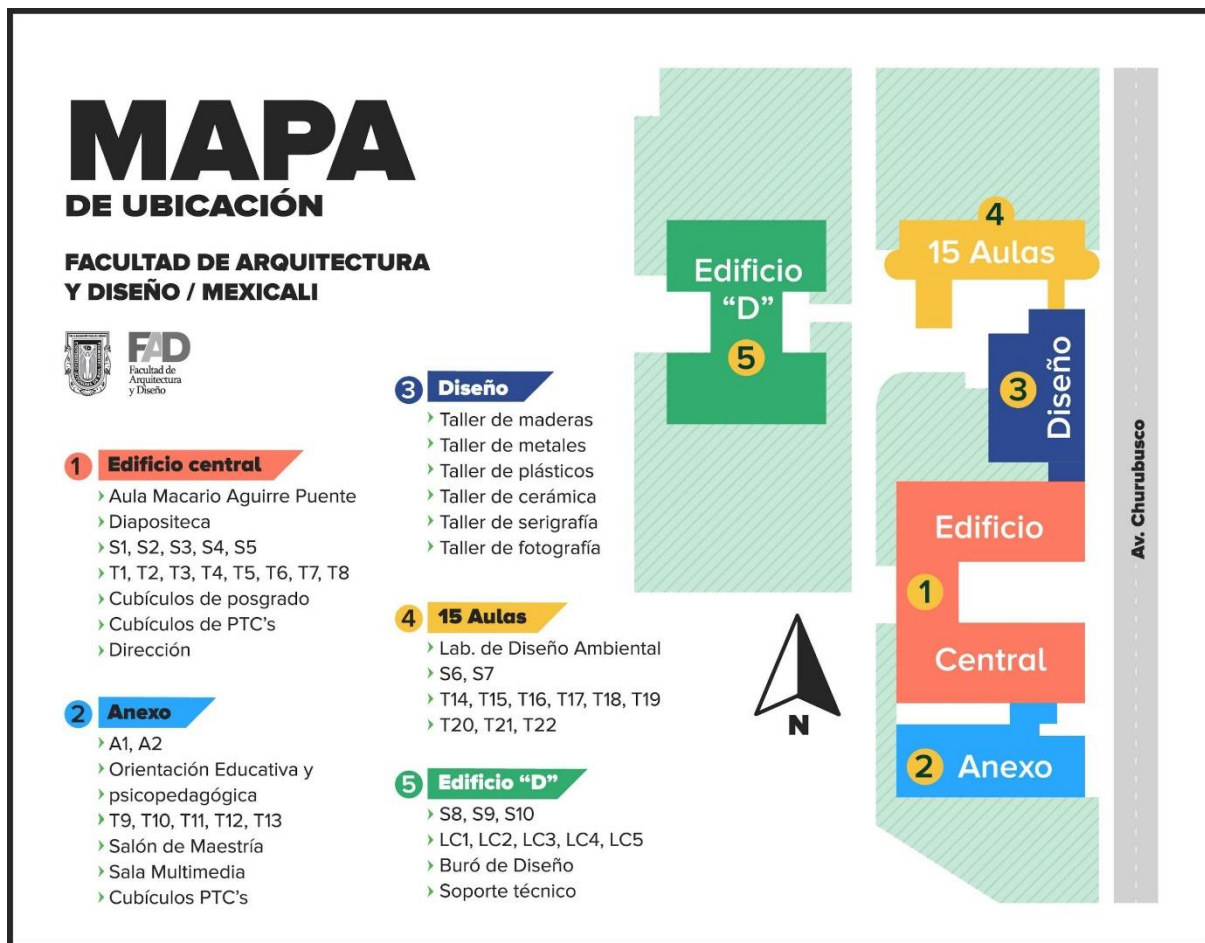 MAPA
DE UBICACIÓN
FACULTAD DE ARQUITECTURA
Y DISEÑO / MEXICALI
FAD
Facultad de
Arquitectura
y Diseño
1 Edificio central
Aula Macario Aguirre Puente
Diapositeca
S1, S2, S3, S4, S5
T1, T2, T3, T4, T5, T6, T7, T8
Cubículos de posgrado
Cubículos de PTC's
Dirección
2 Anexo
A1, A2
Orientación Educativa y
psicopedagógica
T9, T10, T11, T12, T13
Salón de Maestría
Sala Multimedia
Cubículos PTC's
3 Diseño
Taller de maderas
Taller de metales
Taller de plásticos
Taller de cerámica
Taller de serigrafía
Taller de fotografía
4 15 Aulas
Lab. de Diseño Ambiental
S6, S7
T14, T15, T16, T17, T18, T19
T20, T21, T22
5 Edificio “D”
S8, S9, S10
LC1, LC2, LC3, LC4, LC5
Buró de Diseño
Soporte técnico
Edificio
“D”
5
4
15 Aulas
3
Diseño
Edificio
1
Central
2 Anexo
N
Av. Churubusco